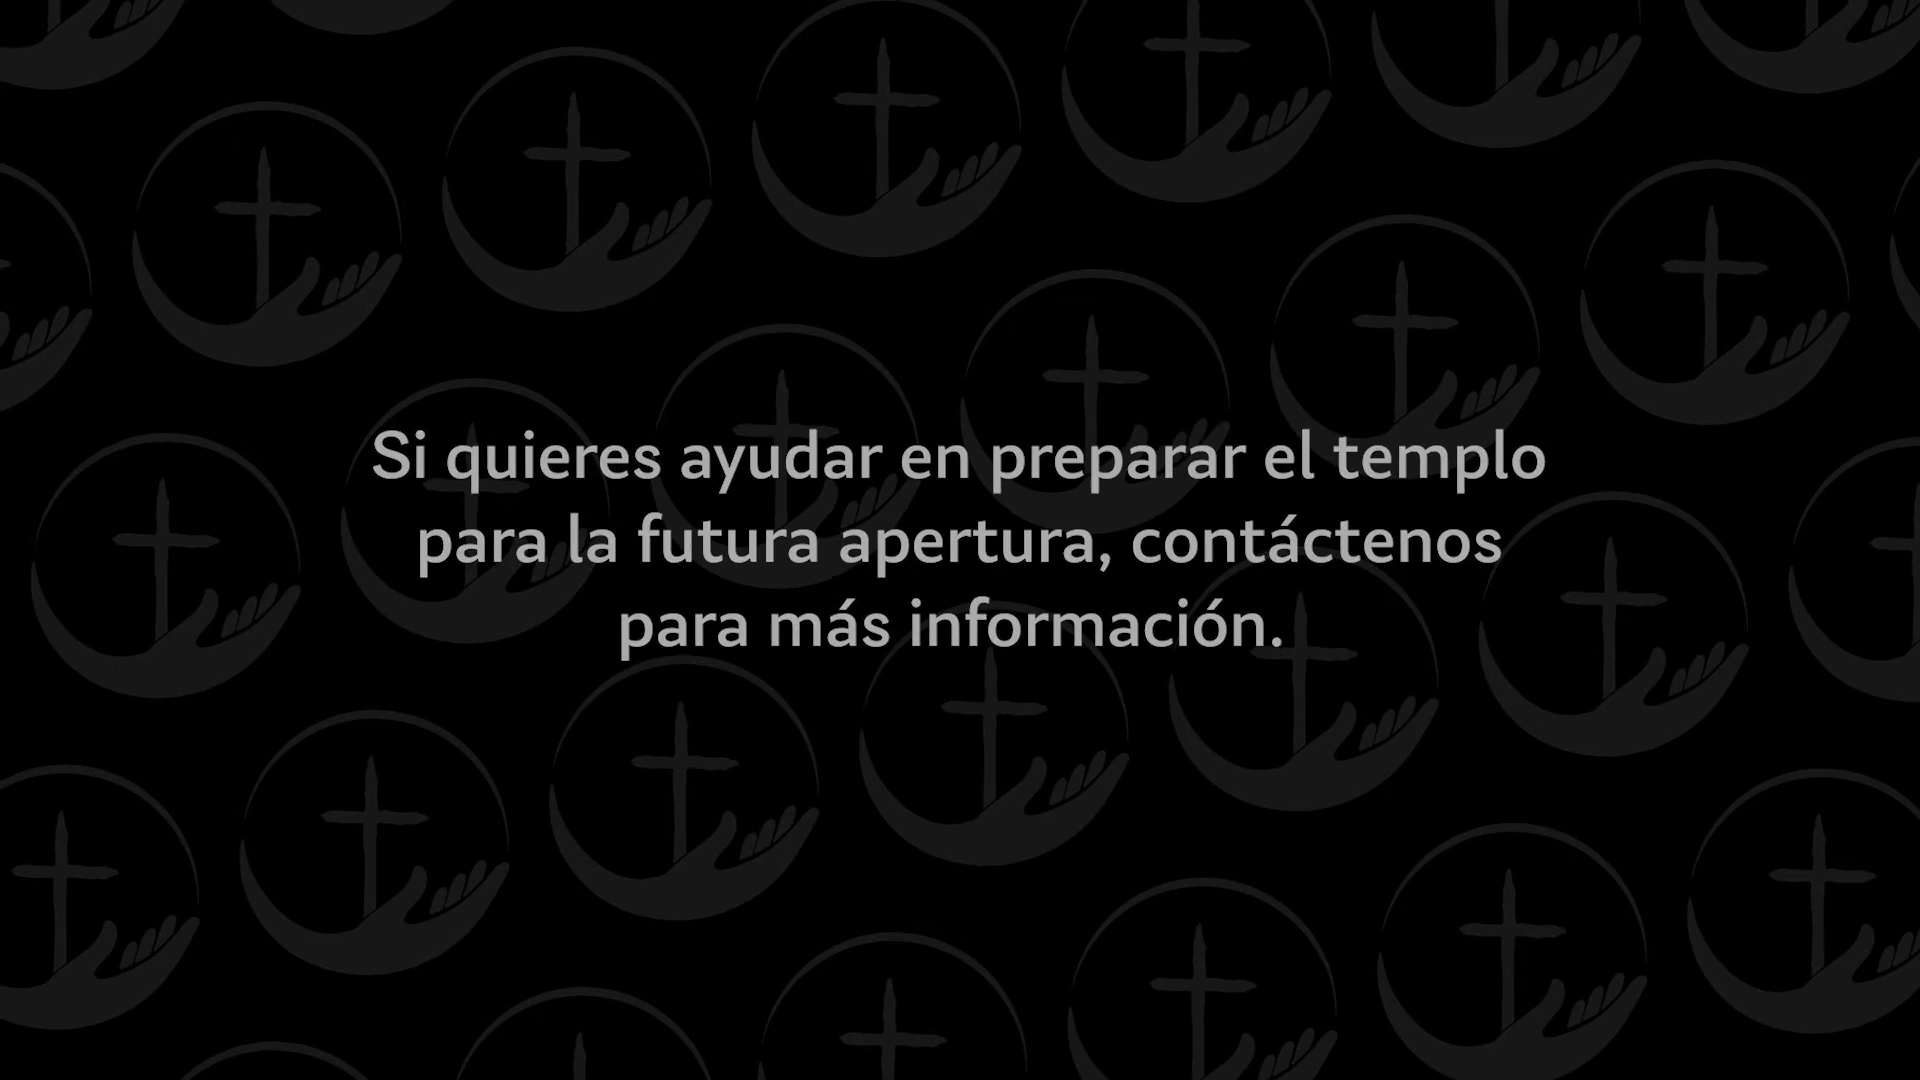 Si quieres ayudar en preparar el templo
para la futura apertura, contáctenos
para más información.